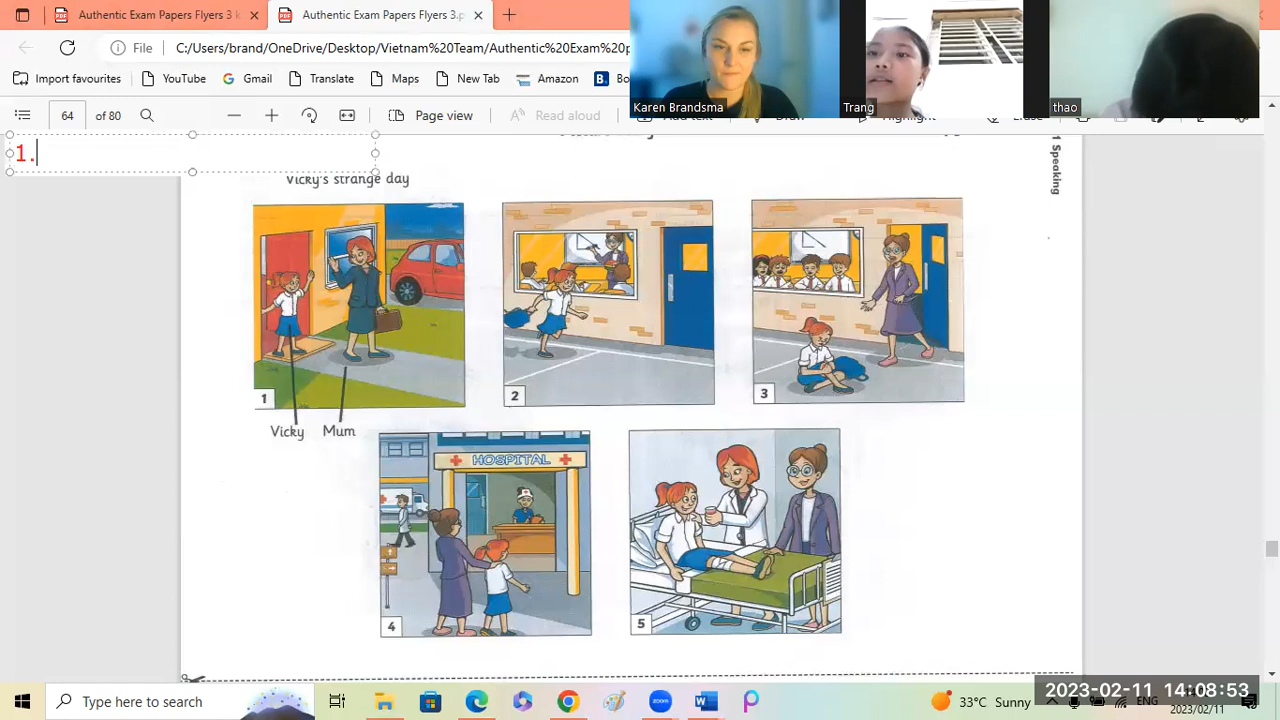 Authentic Exam Papers Flyers 3
Authentic Exam Papers Flyers 3.p
File
C:/Users/brand/OneDrive/Desktop/Vietnam%20Team/Authentic%20Exam%20p
Import favourites
YouTube
Gmail
Translate
Maps
New Tab
Amazon
B.
Bo
64
of 80
Page view
Read aloud
Karen Brandsma
Trang
thao
1.
Speaking
Vicky's strange day
1
2
3
Vicky
Mum
HOSPITAL
4
5
Type here to search
33°C Sunny
ENG
2023-02-11 14:08:53
2023/02/11